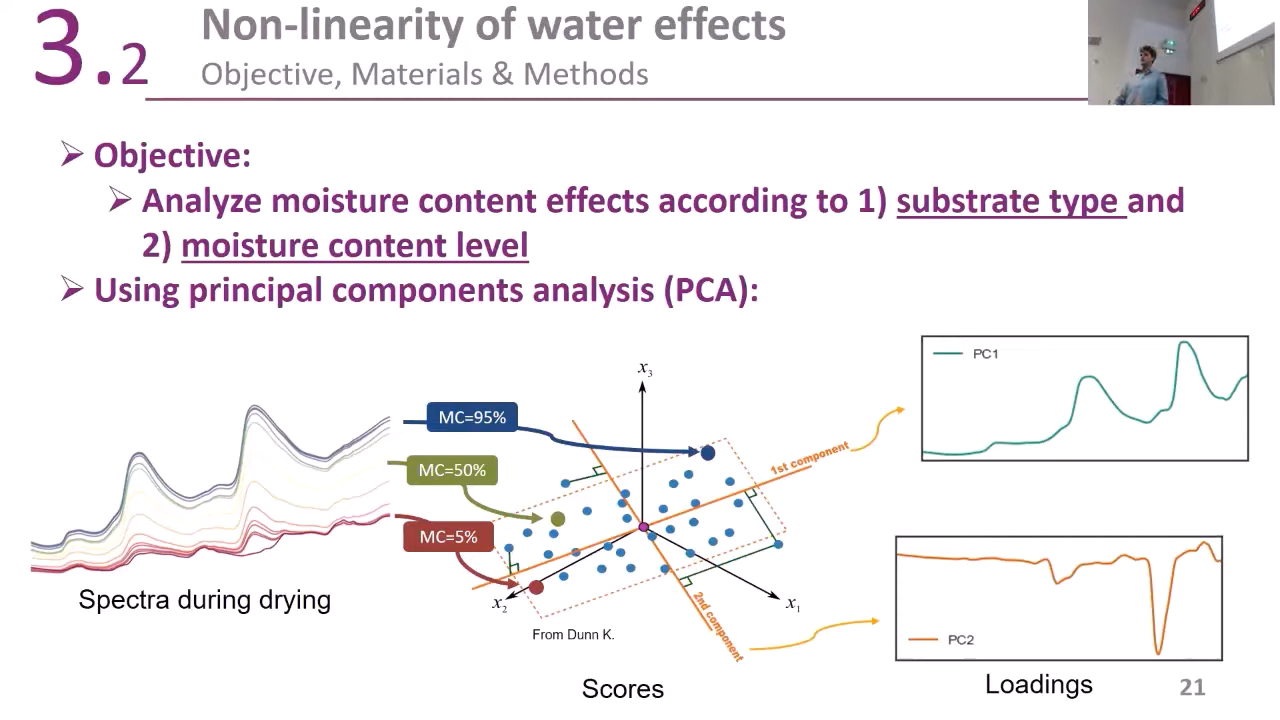 3.2
Non-linearity of water effects
Objective, Materials & Methods
➢ Objective:
➢ Analyze moisture content effects according to 1) substrate type and
2) moisture content level
➢ Using principal components analysis (PCA):
MC=95%
MC=50%
MC=5%
Spectra during drying
x3
x2
x1
1st component
2nd component
From Dunn K.
Scores
PC1
PC2
Loadings
21